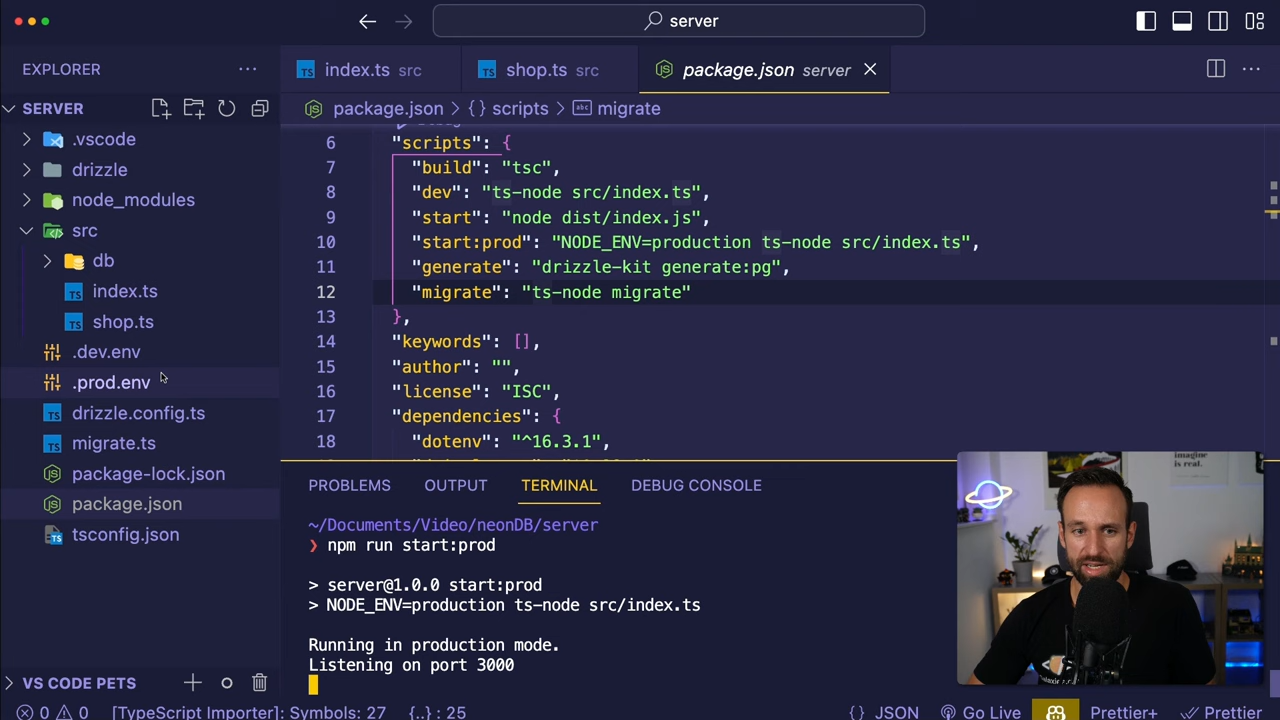 server
EXPLORER
SERVER
.vscode
drizzle
node_modules
src
db
index.ts
shop.ts
.dev.env
.prod.env
drizzle.config.ts
migrate.ts
package-lock.json
package.json
tsconfig.json
VS CODE PETS
index.ts src
shop.ts src
package.json server
package.json > {} scripts > abc migrate
6 "scripts": {
7 "build": "tsc",
8 "dev": "ts-node src/index.ts",
9 "start": "node dist/index.js",
10 "start:prod": "NODE_ENV=production ts-node src/index.ts",
11 "generate": "drizzle-kit generate:pg",
12 "migrate": "ts-node migrate"
13 },
14 "keywords": [],
15 "author": "",
16 "license": "ISC",
17 "dependencies": {
18 "dotenv": "^16.3.1",
PROBLEMS OUTPUT TERMINAL DEBUG CONSOLE
~/Documents/Video/neonDB/server
❯ npm run start:prod
> server@1.0.0 start:prod
> NODE_ENV=production ts-node src/index.ts
Running in production mode.
Listening on port 3000
imagine
is real.
0 0 [TypeScript Importer]: Symbols: 27 {..} : 25 {} JSON Go Live Prettier+ Prettier